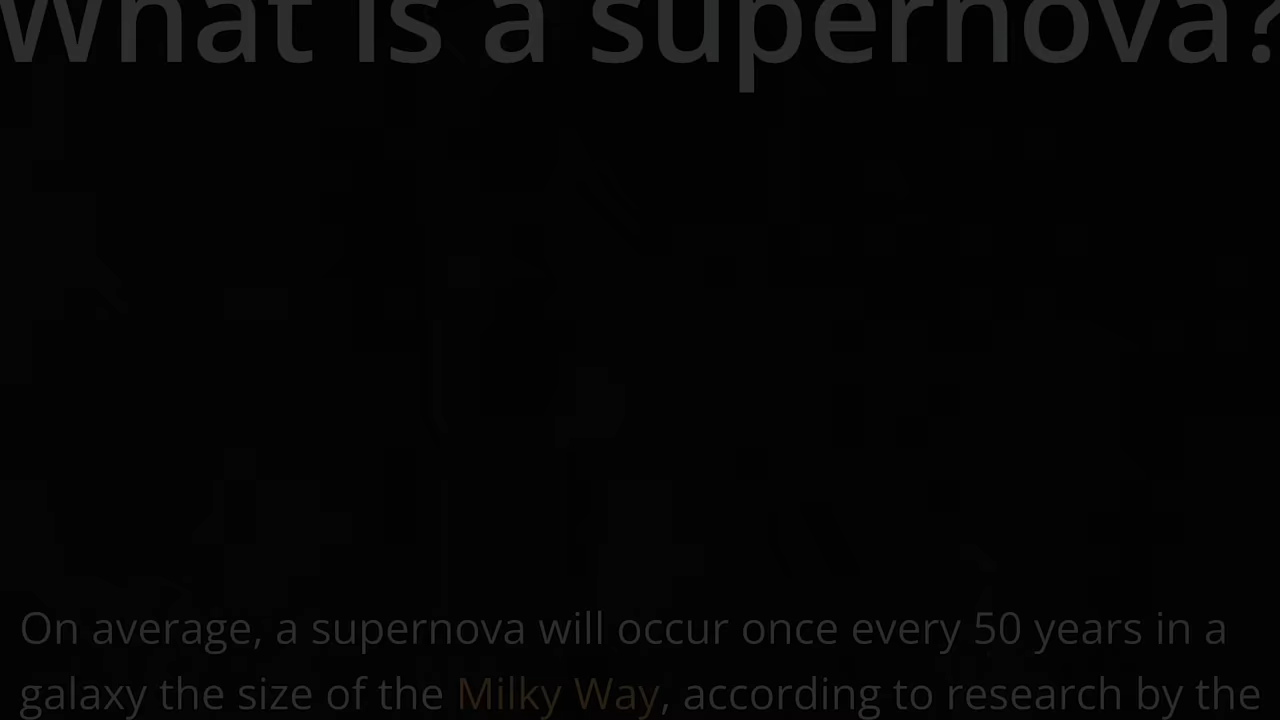 What is a supernova?
On average, a supernova will occur once every 50 years in a
galaxy the size of the Milky Way, according to research by the